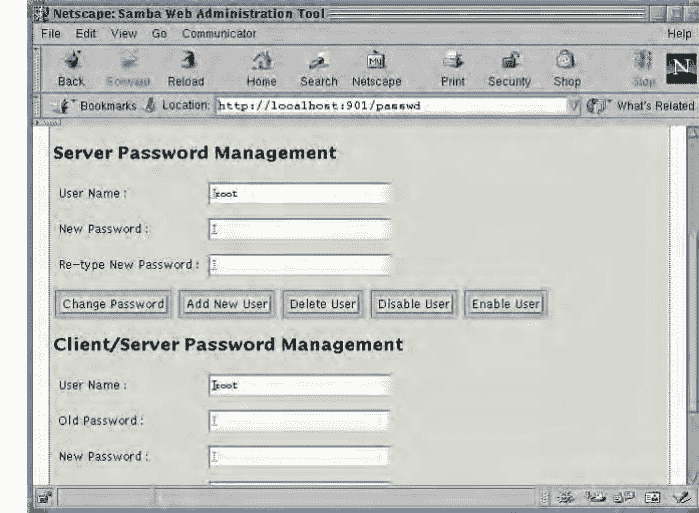 Netscape: Samba Web Administration Tool
File Edit View Go Communicator Help
Back Forward Reload Home Search Netscape Print Security Shop Stop
N
Bookmarks Location: http://localhost:901/passwd What's Related
Server Password Management
User Name : root
New Password :
Re-type New Password :
Change Password Add New User Delete User Disable User Enable User
Client/Server Password Management
User Name : root
Old Password :
New Password :